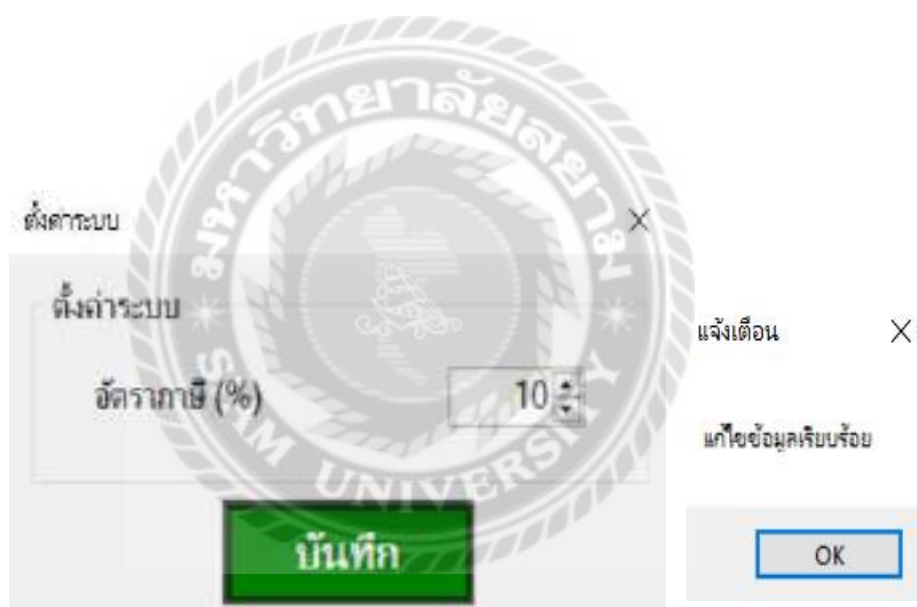 มหาวิทยาลัยสยาม
SIAM UNIVERSITY
ตั้งค่าระบบ
ตั้งค่าระบบ
อัตราภาษี (%)
10
บันทึก
แจ้งเตือน
แก้ไขข้อมูลเรียบร้อย
OK